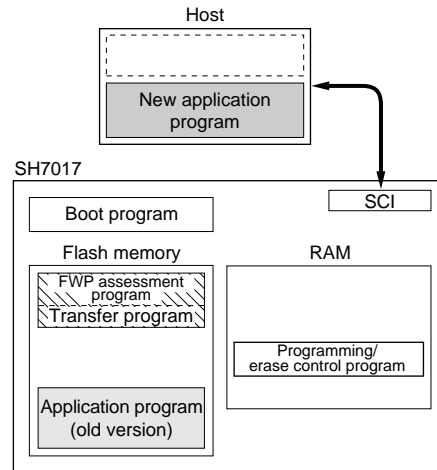 Host
New application
program
SH7017
SCI
Boot program
Flash memory
RAM
FWP assessment
program
Transfer program
Programming/
erase control program
Application program
(old version)